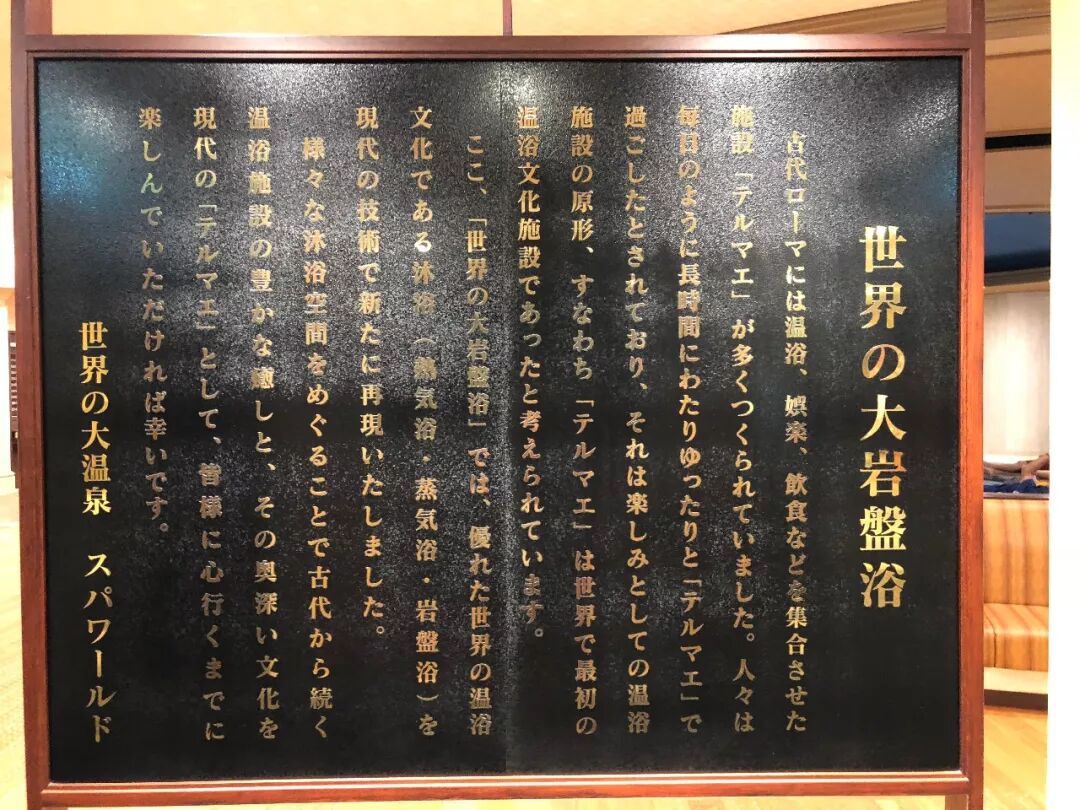 世界の大岩盤浴
古代ローマには温浴、娯楽、飲食などを集合させた
施設「テルマエ」が多くつくられていました。人々は
毎日のように長時間にわたりゆったりと「テルマエ」で
過ごしたとされており、それは楽しみとしての温浴
施設の原形、すなわち「テルマエ」は世界で最初の
温浴文化施設であったと考えられています。
ここ、「世界の大岩盤浴」では、優れた世界の温浴
文化である沐浴（熱気浴・蒸気浴・岩盤浴）を
現代の技術で新たに再現いたしました。
様々な沐浴空間をめぐることで古代から続く
温浴施設の豊かな癒しと、その奥深い文化を
現代の「テルマエ」として、皆様に心行くまでに
楽しんでいただければ幸いです。
世界の大温泉　スパワールド